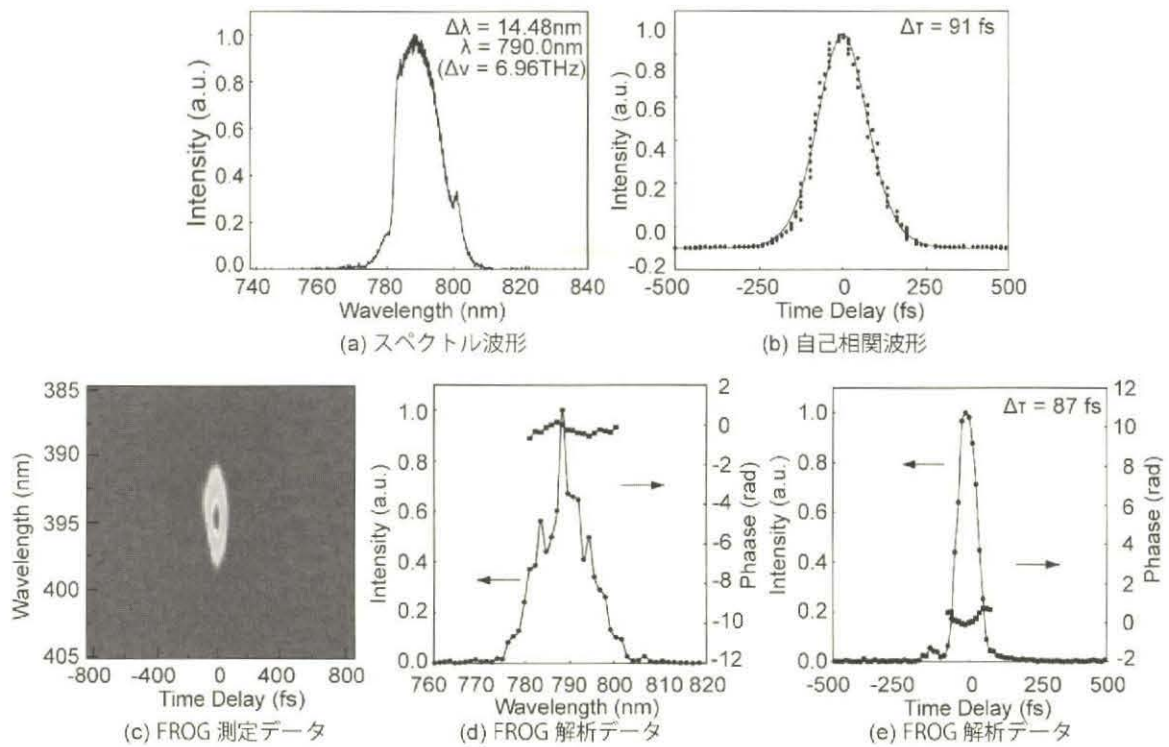 Δλ = 14.48nm
λ = 790.0nm
(Δν = 6.96THz)
Intensity (a.u.)
1.0
0.8
0.6
0.4
0.2
0.0
740 760 780 800 820 840
Wavelength (nm)
(a) スペクトル波形
Δτ = 91 fs
Intensity (a.u.)
1.0
0.8
0.6
0.4
0.2
0.0
-0.2
-500 -250 0 250 500
Time Delay (fs)
(b) 自己相関波形
Wavelength (nm)
385
390
395
400
405
-800 -400 0 400 800
Time Delay (fs)
(c) FROG 測定データ
Intensity (a.u.)
1.0
0.8
0.6
0.4
0.2
0.0
760 770 780 790 800 810 820
Wavelength (nm)
2
0
-2
-4
-6
-8
-10
-12
Phaase (rad)
(d) FROG 解析データ
Δτ = 87 fs
Intensity (a.u.)
1.0
0.8
0.6
0.4
0.2
0.0
-500 -250 0 250 500
Time Delay (fs)
12
10
8
6
4
2
0
-2
Phaase (rad)
(e) FROG 解析データ